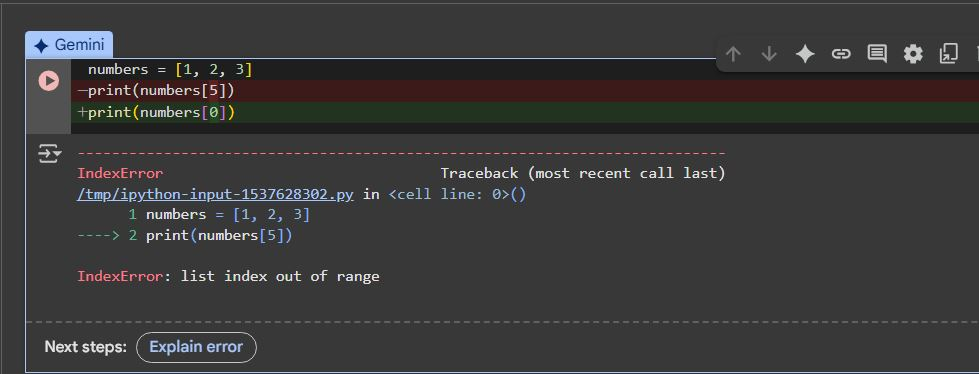 Gemini
numbers = [1, 2, 3]
−print(numbers[5])
+print(numbers[0])
---------------------------------------------------------------------------
IndexError                                Traceback (most recent call last)
/tmp/ipython-input-1537628302.py in <cell line: 0>()
      1 numbers = [1, 2, 3]
----> 2 print(numbers[5])
IndexError: list index out of range
Next steps: Explain error